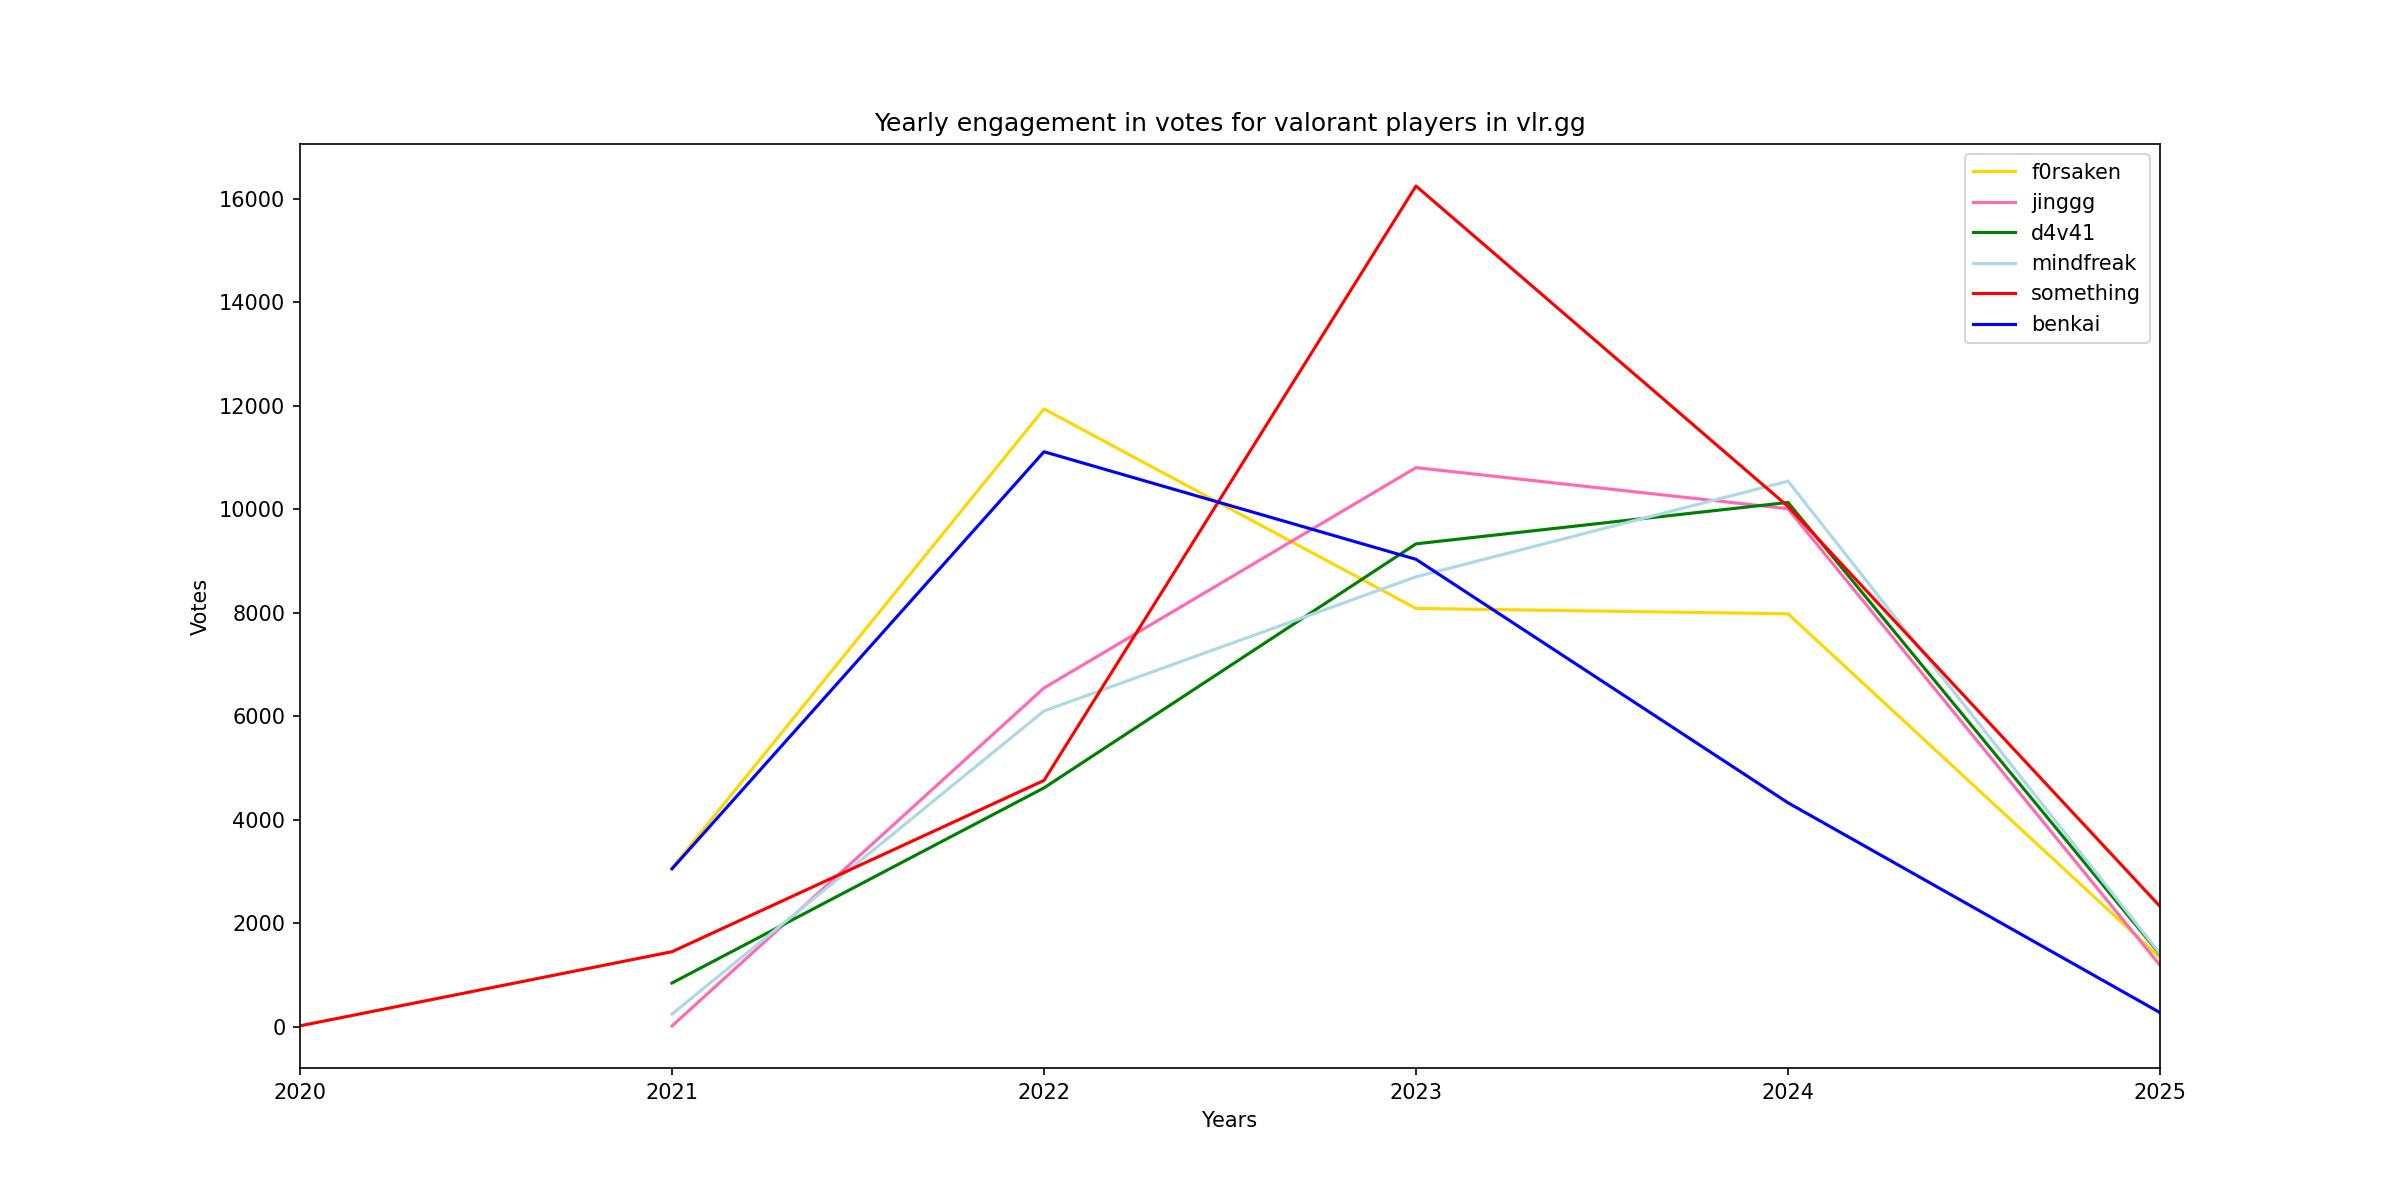 Yearly engagement in votes for valorant players in vlr.gg
f0rsaken
jinggg
d4v41
mindfreak
something
benkai
16000
14000
12000
10000
8000
6000
4000
2000
0
Votes
2020 2021 2022 2023 2024 2025
Years